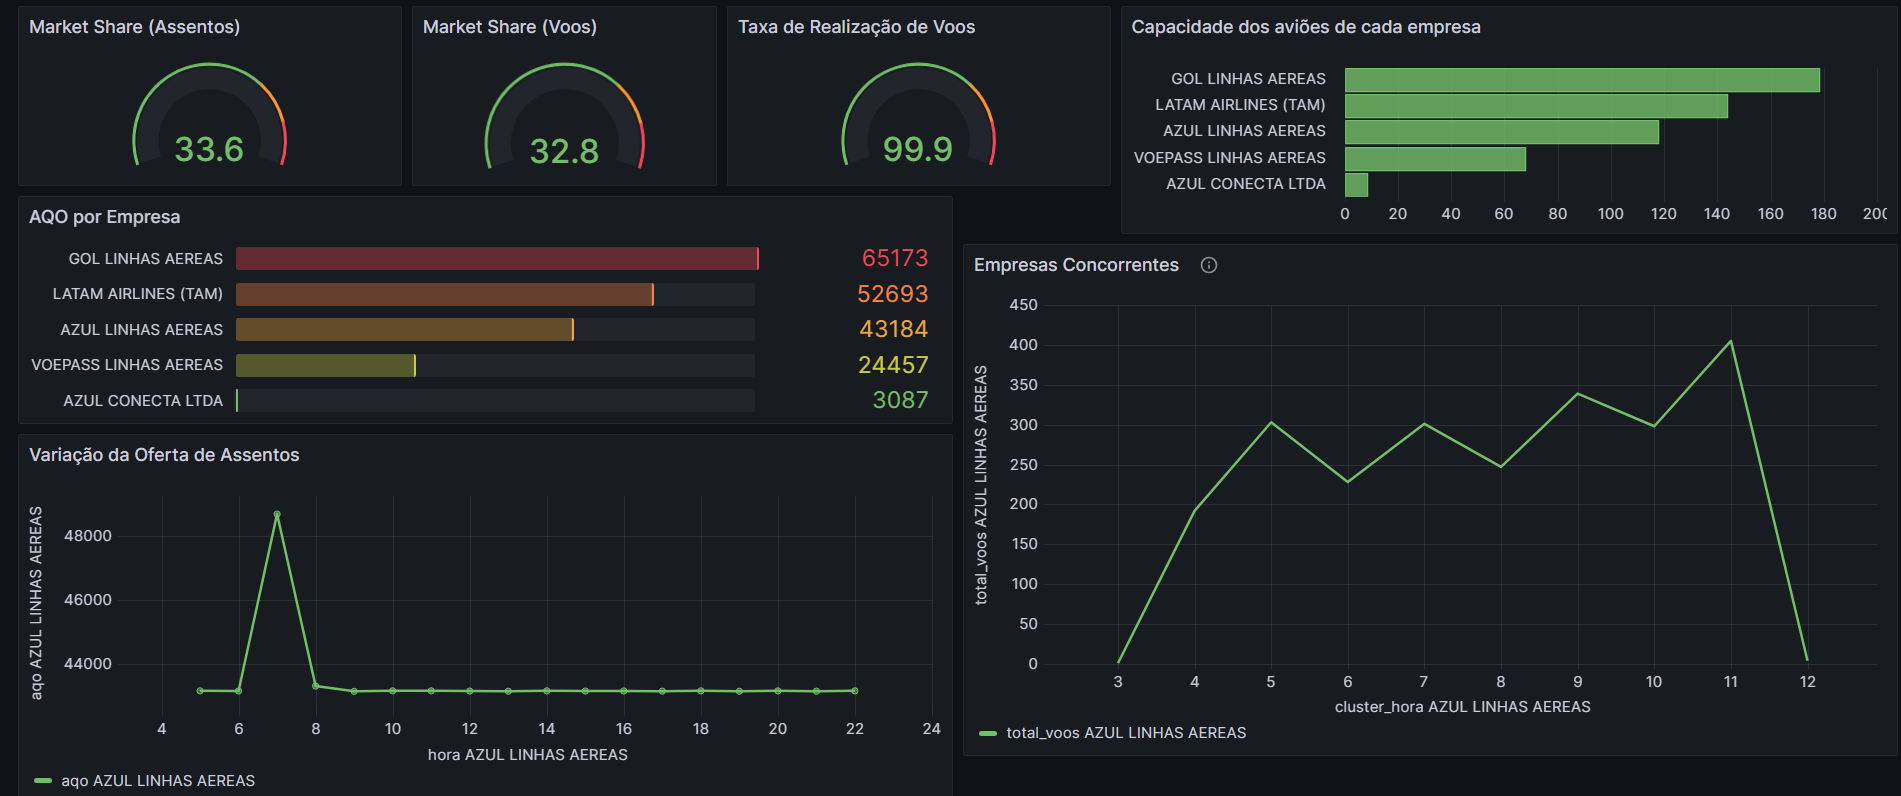 Market Share (Assentos)
33.6
Market Share (Voos)
32.8
Taxa de Realização de Voos
99.9
Capacidade dos aviões de cada empresa
GOL LINHAS AEREAS
LATAM AIRLINES (TAM)
AZUL LINHAS AEREAS
VOEPASS LINHAS AEREAS
AZUL CONECTA LTDA
0 20 40 60 80 100 120 140 160 180 200
AQO por Empresa
GOL LINHAS AEREAS 65173
LATAM AIRLINES (TAM) 52693
AZUL LINHAS AEREAS 43184
VOEPASS LINHAS AEREAS 24457
AZUL CONECTA LTDA 3087
Variação da Oferta de Assentos
aqo AZUL LINHAS AEREAS
48000
46000
44000
4 6 8 10 12 14 16 18 20 22 24
hora AZUL LINHAS AEREAS
aqo AZUL LINHAS AEREAS
Empresas Concorrentes
total_voos AZUL LINHAS AEREAS
450
400
350
300
250
200
150
100
50
0
3 4 5 6 7 8 9 10 11 12
cluster_hora AZUL LINHAS AEREAS
total_voos AZUL LINHAS AEREAS